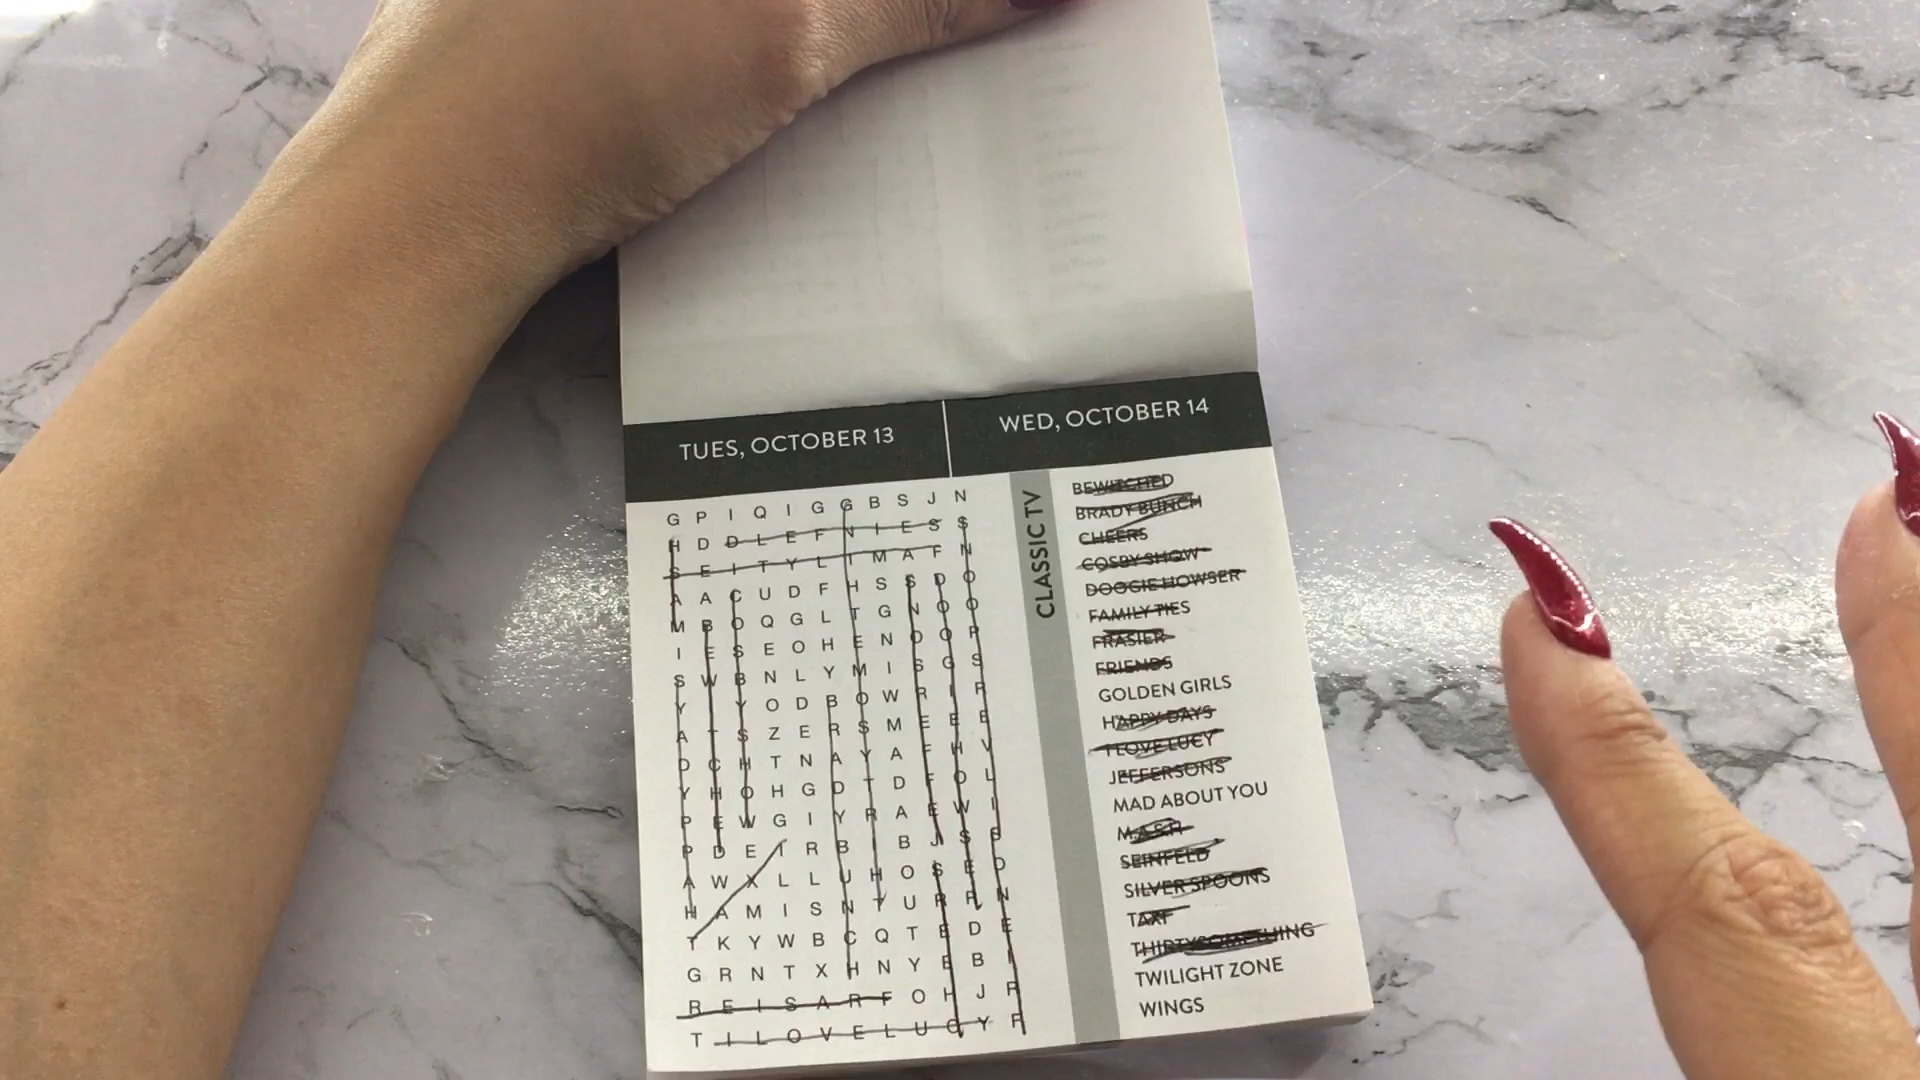 TUES, OCTOBER 13
WED, OCTOBER 14
G P I Q I G G B S J N
H D D L E F N I E S S
S E I T Y L I M A F N
A A C U D F H S S D O
M B O Q G L T G N O O
I E S E O H E N O O P
S W B N L Y M I S G S
Y I Y O D B O W R I R
A T S Z E R S M E E E
D C H T N A Y A F H V
Y H O H G D T D F O L
P E W G I Y R A E W I
P D E I R B I B J S S
A W X L L U H O S E D
H A M I S N T U R R N
T K Y W B C Q T E D E
G R N T X H N Y E B I
R E I S A R F O H J R
T I L O V E L U C Y F
CLASSIC TV
BEWITCHED
BRADY BUNCH
CHEERS
COSBY SHOW
DOOGIE HOWSER
FAMILY TIES
FRASIER
FRIENDS
GOLDEN GIRLS
HAPPY DAYS
I LOVE LUCY
JEFFERSONS
MAD ABOUT YOU
MASH
SEINFELD
SILVER SPOONS
TAXI
THIRTYSOMETHING
TWILIGHT ZONE
WINGS